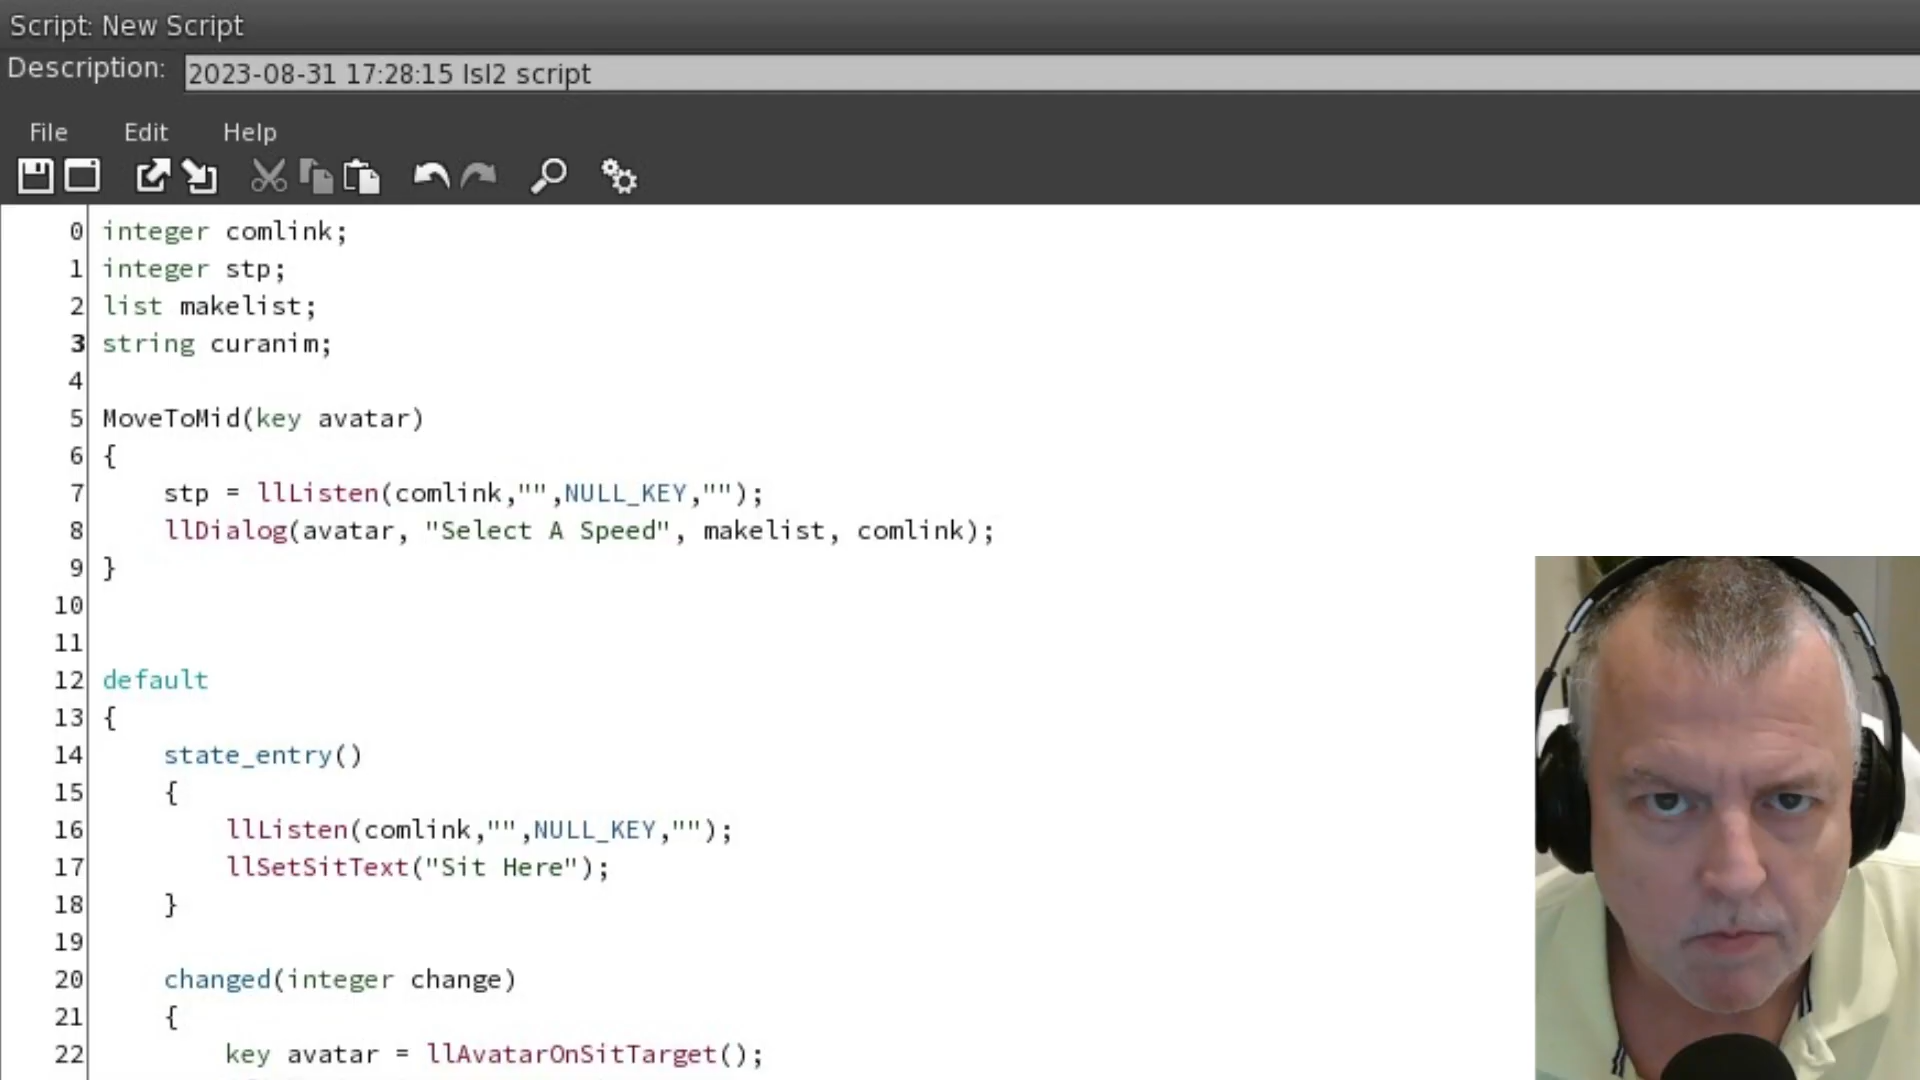 Script: New Script
Description: 2023-08-31 17:28:15 lsl2 script
File Edit Help
0 integer comlink;
1 integer stp;
2 list makelist;
3 string curanim;
4
5 MoveToMid(key avatar)
6 {
7 stp = llListen(comlink,"",NULL_KEY,"");
8 llDialog(avatar, "Select A Speed", makelist, comlink);
9 }
10
11
12 default
13 {
14 state_entry()
15 {
16 llListen(comlink,"",NULL_KEY,"");
17 llSetSitText("Sit Here");
18 }
19
20 changed(integer change)
21 {
22 key avatar = llAvatarOnSitTarget();